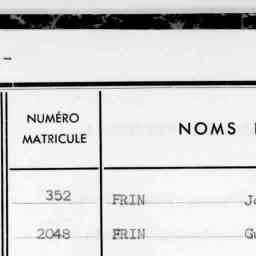 -
NUMÉRO MATRICULE NOMS
352 FRIN
2048 FRIN